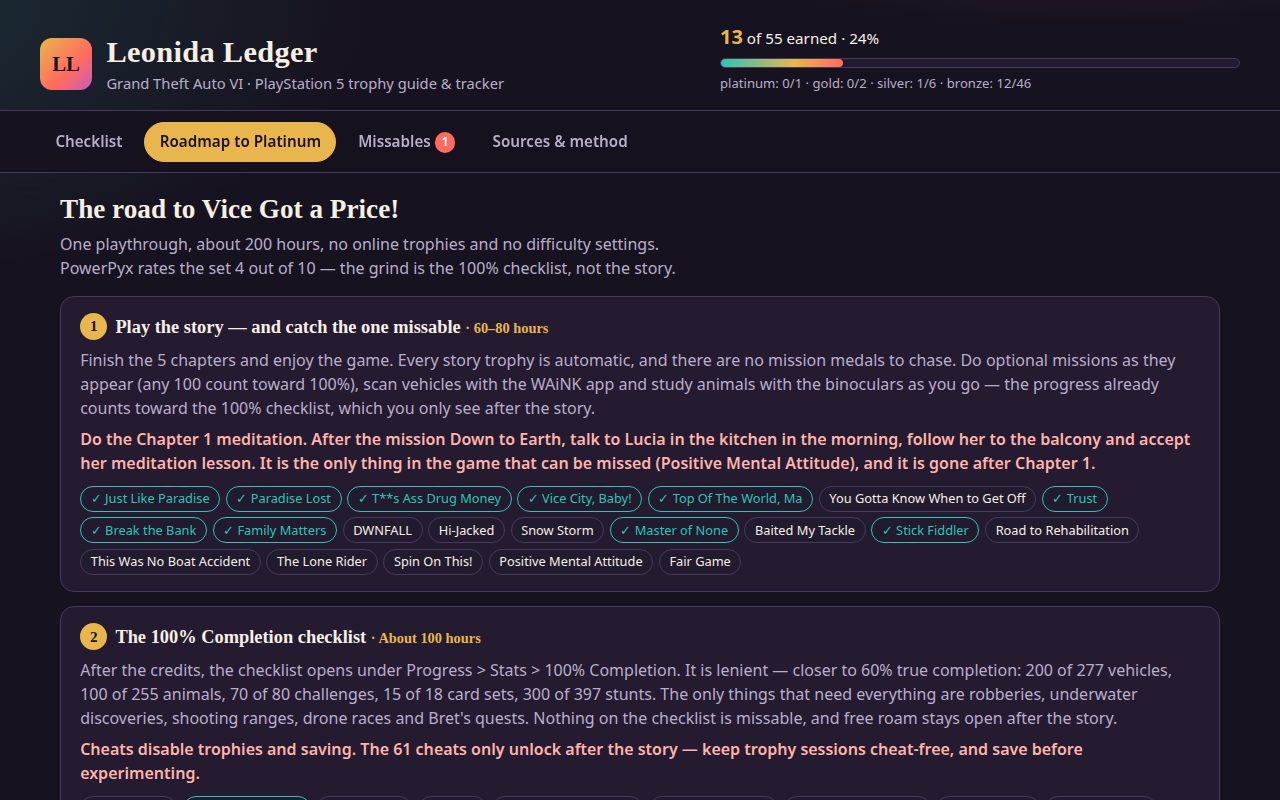 LL
Leonida Ledger
Grand Theft Auto VI · PlayStation 5 trophy guide & tracker
13 of 55 earned · 24%
platinum: 0/1 · gold: 0/2 · silver: 1/6 · bronze: 12/46
Checklist Roadmap to Platinum Missables 1 Sources & method
The road to Vice Got a Price!
One playthrough, about 200 hours, no online trophies and no difficulty settings.
PowerPyx rates the set 4 out of 10 — the grind is the 100% checklist, not the story.
1 Play the story — and catch the one missable · 60–80 hours
Finish the 5 chapters and enjoy the game. Every story trophy is automatic, and there are no mission medals to chase. Do optional missions as they
appear (any 100 count toward 100%), scan vehicles with the WAiNK app and study animals with the binoculars as you go — the progress already
counts toward the 100% checklist, which you only see after the story.
Do the Chapter 1 meditation. After the mission Down to Earth, talk to Lucia in the kitchen in the morning, follow her to the balcony and accept
her meditation lesson. It is the only thing in the game that can be missed (Positive Mental Attitude), and it is gone after Chapter 1.
✓ Just Like Paradise ✓ Paradise Lost ✓ T**s Ass Drug Money ✓ Vice City, Baby! ✓ Top Of The World, Ma You Gotta Know When to Get Off ✓ Trust
✓ Break the Bank ✓ Family Matters DWNFALL Hi-Jacked Snow Storm ✓ Master of None Baited My Tackle ✓ Stick Fiddler Road to Rehabilitation
This Was No Boat Accident The Lone Rider Spin On This! Positive Mental Attitude Fair Game
2 The 100% Completion checklist · About 100 hours
After the credits, the checklist opens under Progress > Stats > 100% Completion. It is lenient — closer to 60% true completion: 200 of 277 vehicles,
100 of 255 animals, 70 of 80 challenges, 15 of 18 card sets, 300 of 397 stunts. The only things that need everything are robberies, underwater
discoveries, shooting ranges, drone races and Bret's quests. Nothing on the checklist is missable, and free roam stays open after the story.
Cheats disable trophies and saving. The 61 cheats only unlock after the story — keep trophy sessions cheat-free, and save before
experimenting.